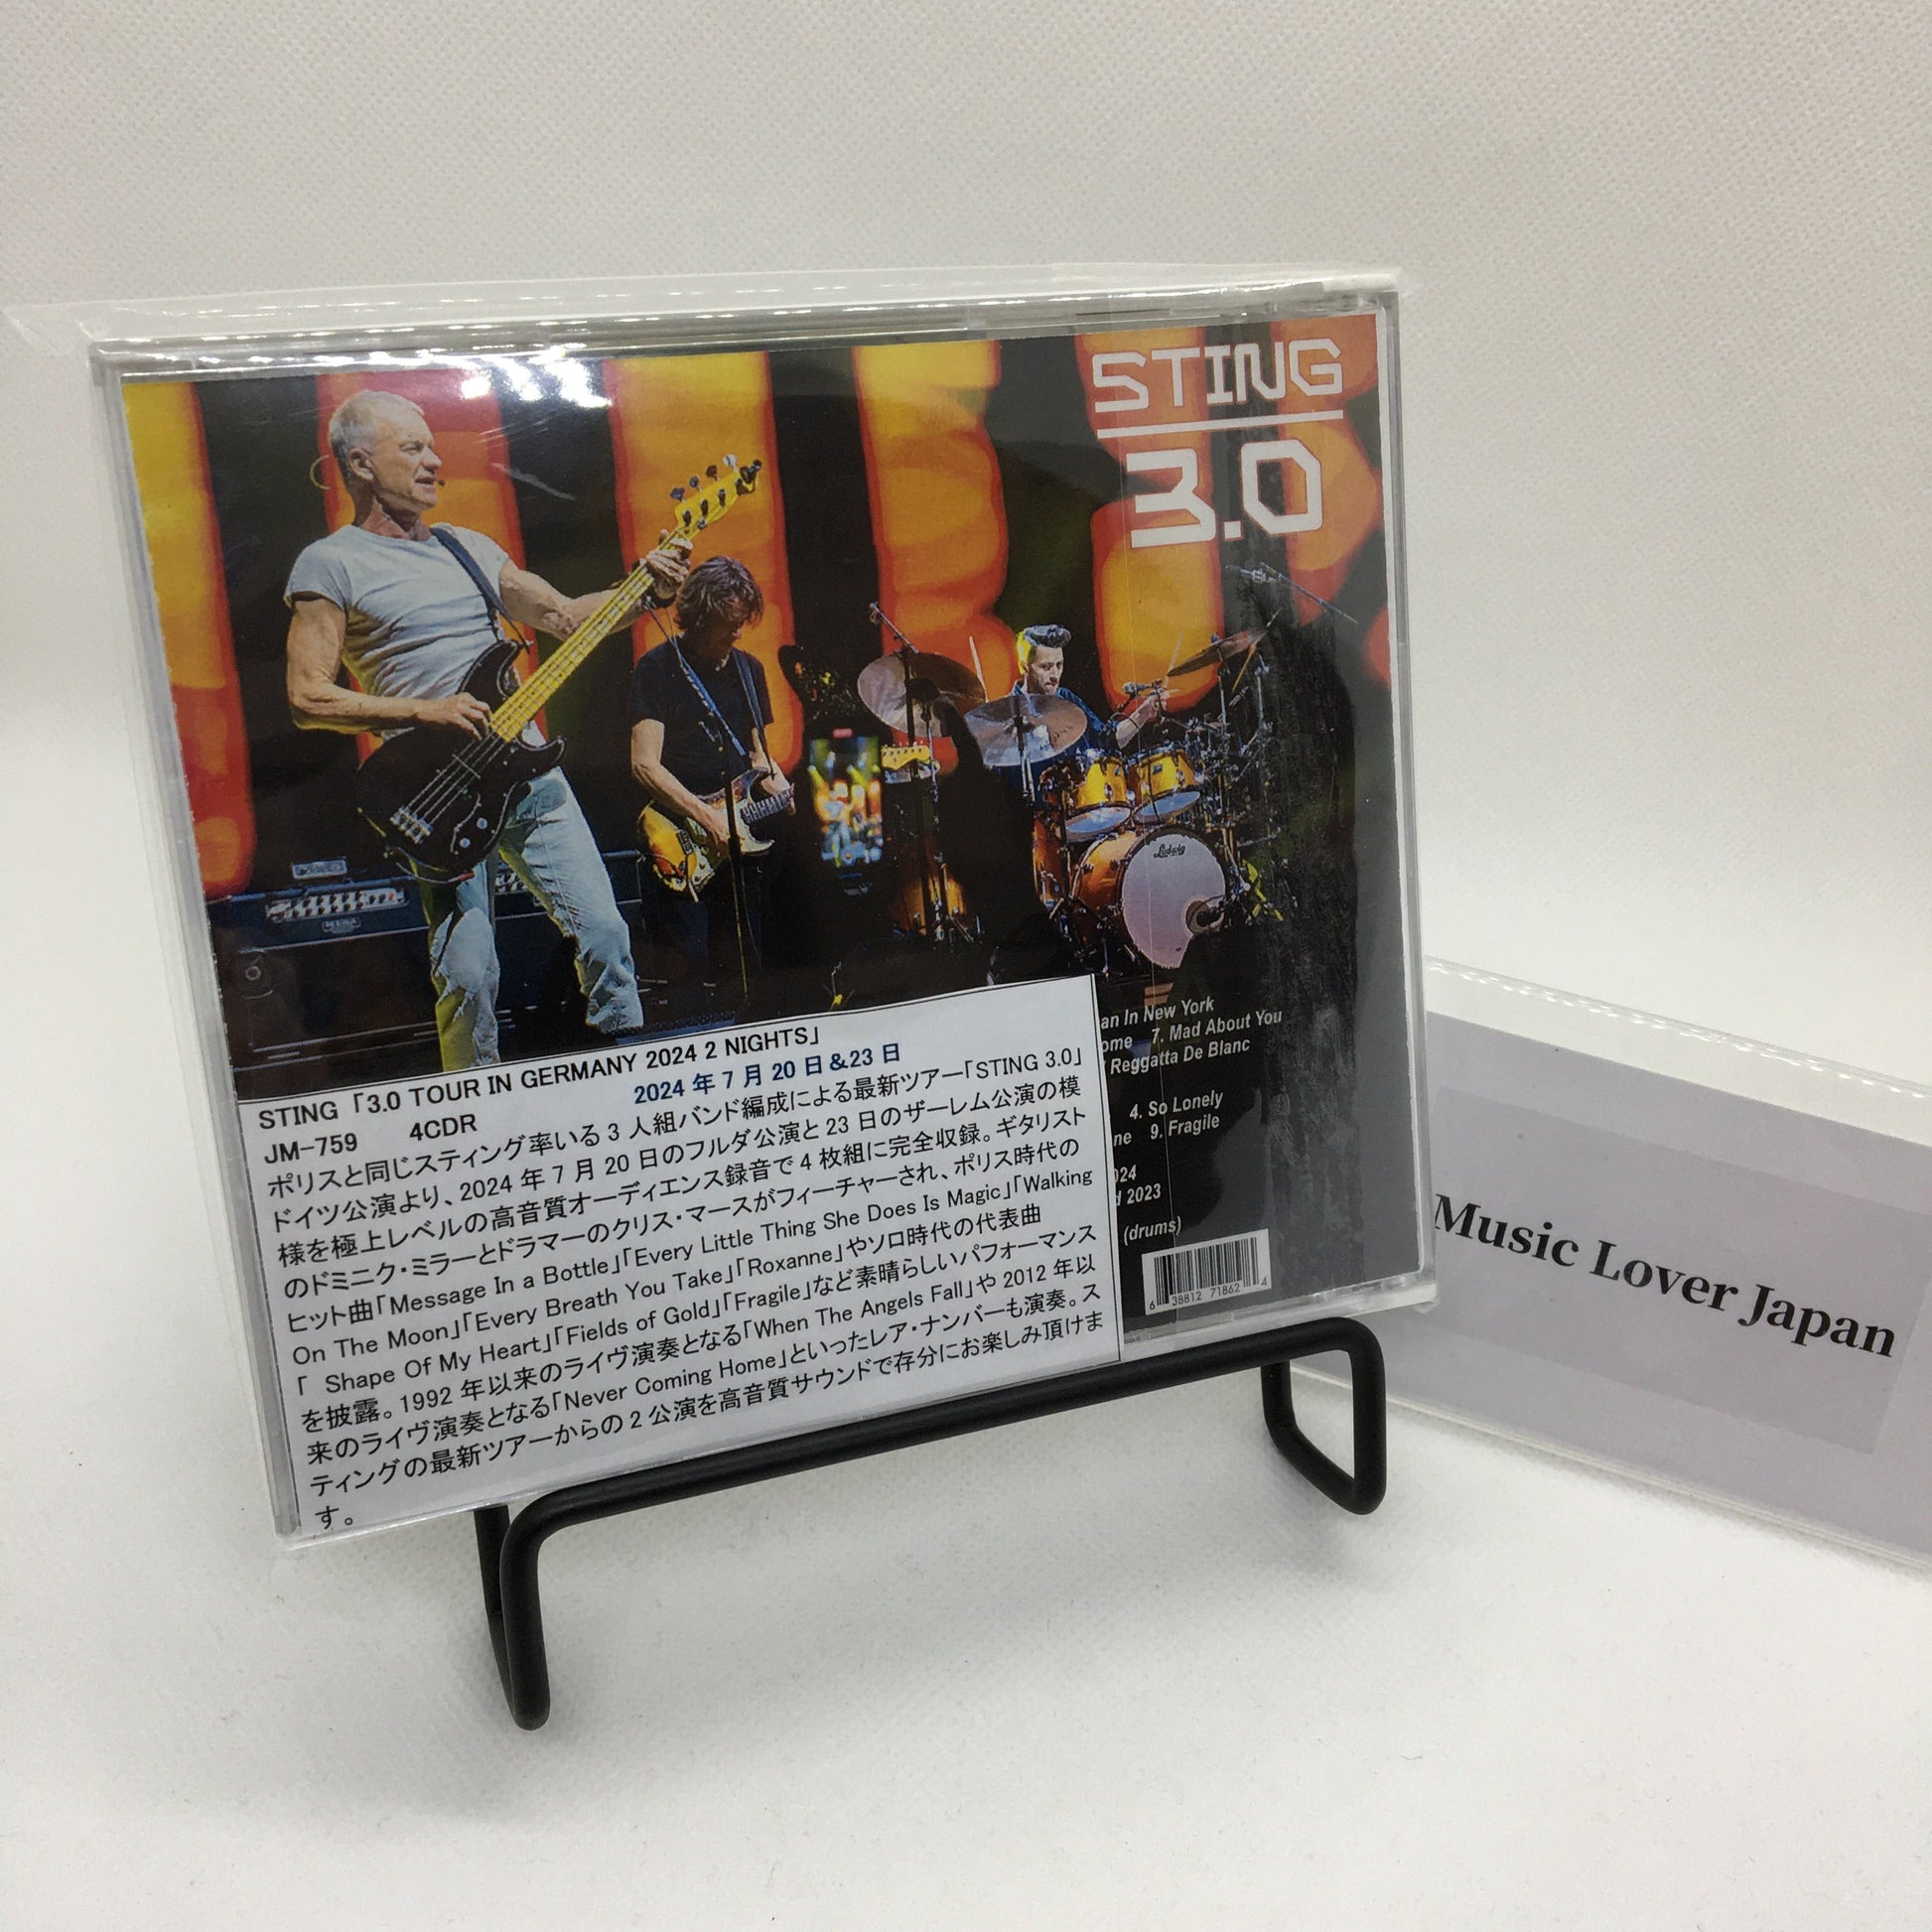 STING
3.0
Ludwig
an In New York
ome 7. Mad About You
Reggatta De Blanc
4. So Lonely
ne 9. Fragile
024
d 2023
(drums)
6 38812 71862 4
STING「3.0 TOUR IN GERMANY 2024 2 NIGHTS」
JM-759 4CDR 2024 年 7 月 20 日&23 日
ポリスと同じスティング率いる 3 人組バンド編成による最新ツアー「STING 3.0」
ドイツ公演より、2024 年 7 月 20 日のフルダ公演と 23 日のザーレム公演の模
様を極上レベルの高音質オーディエンス録音で 4 枚組に完全収録。ギタリスト
のドミニク・ミラーとドラマーのクリス・マースがフィーチャーされ、ポリス時代の
ヒット曲「Message In a Bottle」「Every Little Thing She Does Is Magic」「Walking
On The Moon」「Every Breath You Take」「Roxanne」やソロ時代の代表曲
「 Shape Of My Heart」「Fields of Gold」「Fragile」など素晴らしいパフォーマンス
を披露。1992 年以来のライヴ演奏となる「When The Angels Fall」や 2012 年以
来のライヴ演奏となる「Never Coming Home」といったレア・ナンバーも演奏。ス
ティングの最新ツアーからの 2 公演を高音質サウンドで存分にお楽しみ頂けま
す。
Music Lover Japan